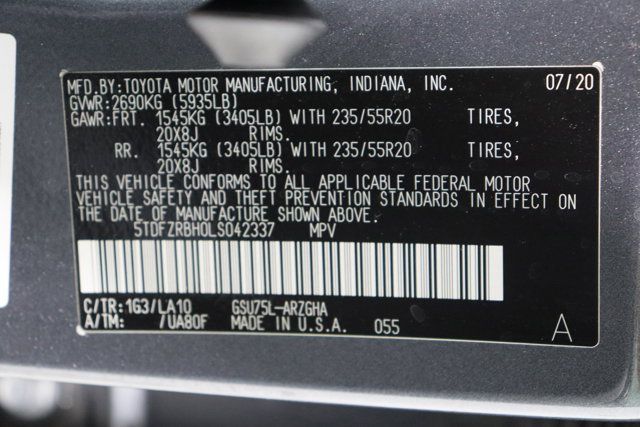 MFD. BY: TOYOTA MOTOR MANUFACTURING, INDIANA, INC. 07/20
GVWR: 2690KG (5935LB)
GAWR: FRT. 1545KG (3405LB) WITH 235/55R20 TIRES,
20X8J RIMS.
RR. 1545KG (3405LB) WITH 235/55R20 TIRES,
20X8J RIMS.
THIS VEHICLE CONFORMS TO ALL APPLICABLE FEDERAL MOTOR
VEHICLE SAFETY AND THEFT PREVENTION STANDARDS IN EFFECT ON
THE DATE OF MANUFACTURE SHOWN ABOVE.
5TDFZRBH0LS042337 MPV
C/TR: 1G3/LA10 GSU75L-ARZGHA
A/TM: /UA80F MADE IN U.S.A. 055 A